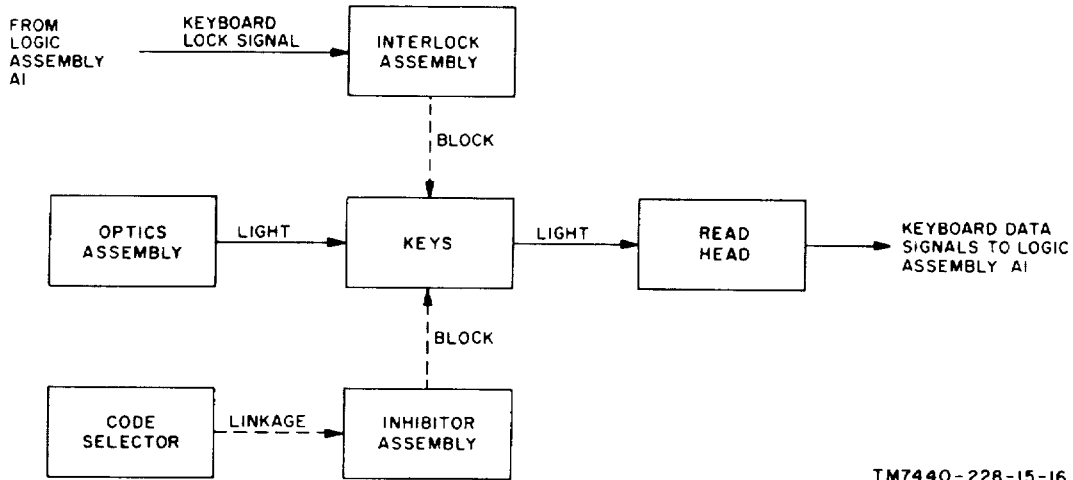 FROM
LOGIC
ASSEMBLY
A1
KEYBOARD
LOCK SIGNAL
INTERLOCK
ASSEMBLY
BLOCK
OPTICS
ASSEMBLY
LIGHT
KEYS
LIGHT
READ
HEAD
KEYBOARD DATA
SIGNALS TO LOGIC
ASSEMBLY A1
BLOCK
CODE
SELECTOR
LINKAGE
INHIBITOR
ASSEMBLY
TM7440-228-15-16